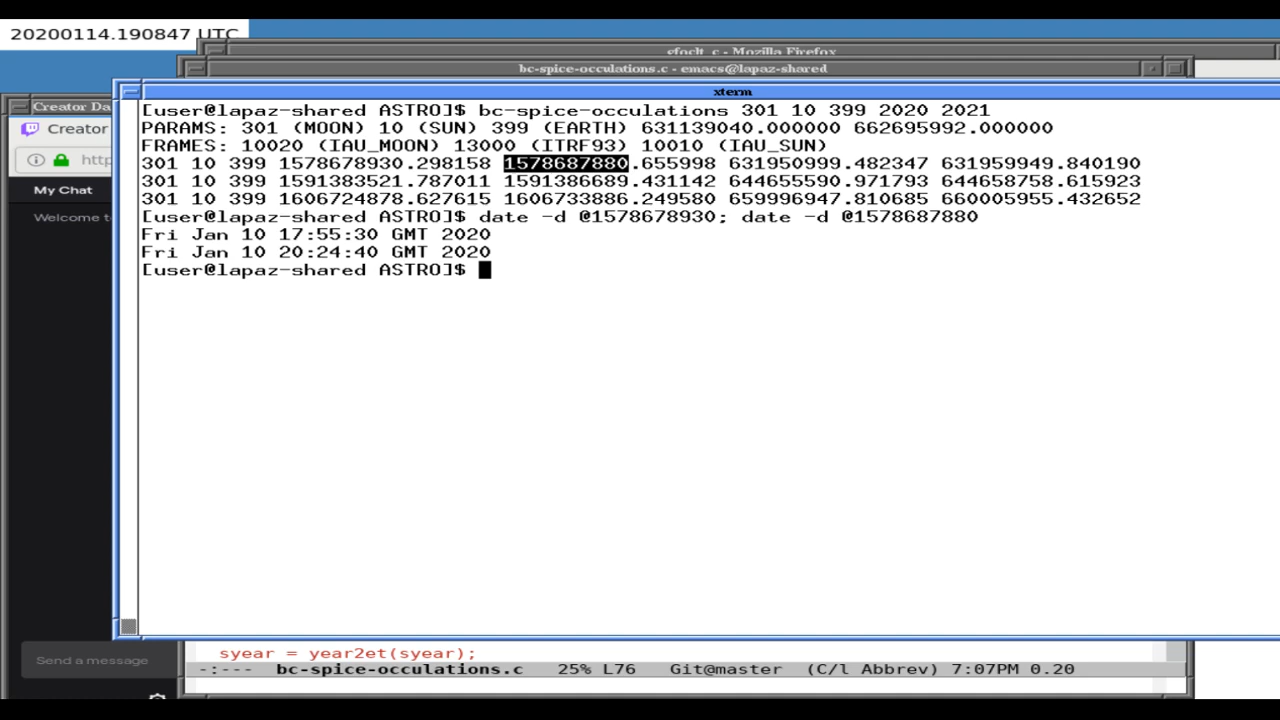 20200114.190847 UTC
cfoclt_c - Mozilla Firefox
bc-spice-occulations.c - emacs@lapaz-shared
xterm
Creator Da
Creator
http
My Chat
Welcome to
[user@lapaz-shared ASTRO]$ bc-spice-occulations 301 10 399 2020 2021
PARAMS: 301 (MOON) 10 (SUN) 399 (EARTH) 631139040.000000 662695992.000000
FRAMES: 10020 (IAU_MOON) 13000 (ITRF93) 10010 (IAU_SUN)
301 10 399 1578678930.298158 1578687880.655998 631950999.482347 631959949.840190
301 10 399 1591383521.787011 1591386689.431142 644655590.971793 644658758.615923
301 10 399 1606724878.627615 1606733886.249580 659996947.810685 660005955.432652
[user@lapaz-shared ASTRO]$ date -d @1578678930; date -d @1578687880
Fri Jan 10 17:55:30 GMT 2020
Fri Jan 10 20:24:40 GMT 2020
[user@lapaz-shared ASTRO]$
Send a message
syear = year2et(syear);
-:--- bc-spice-occulations.c 25% L76 Git@master (C/l Abbrev) 7:07PM 0.20